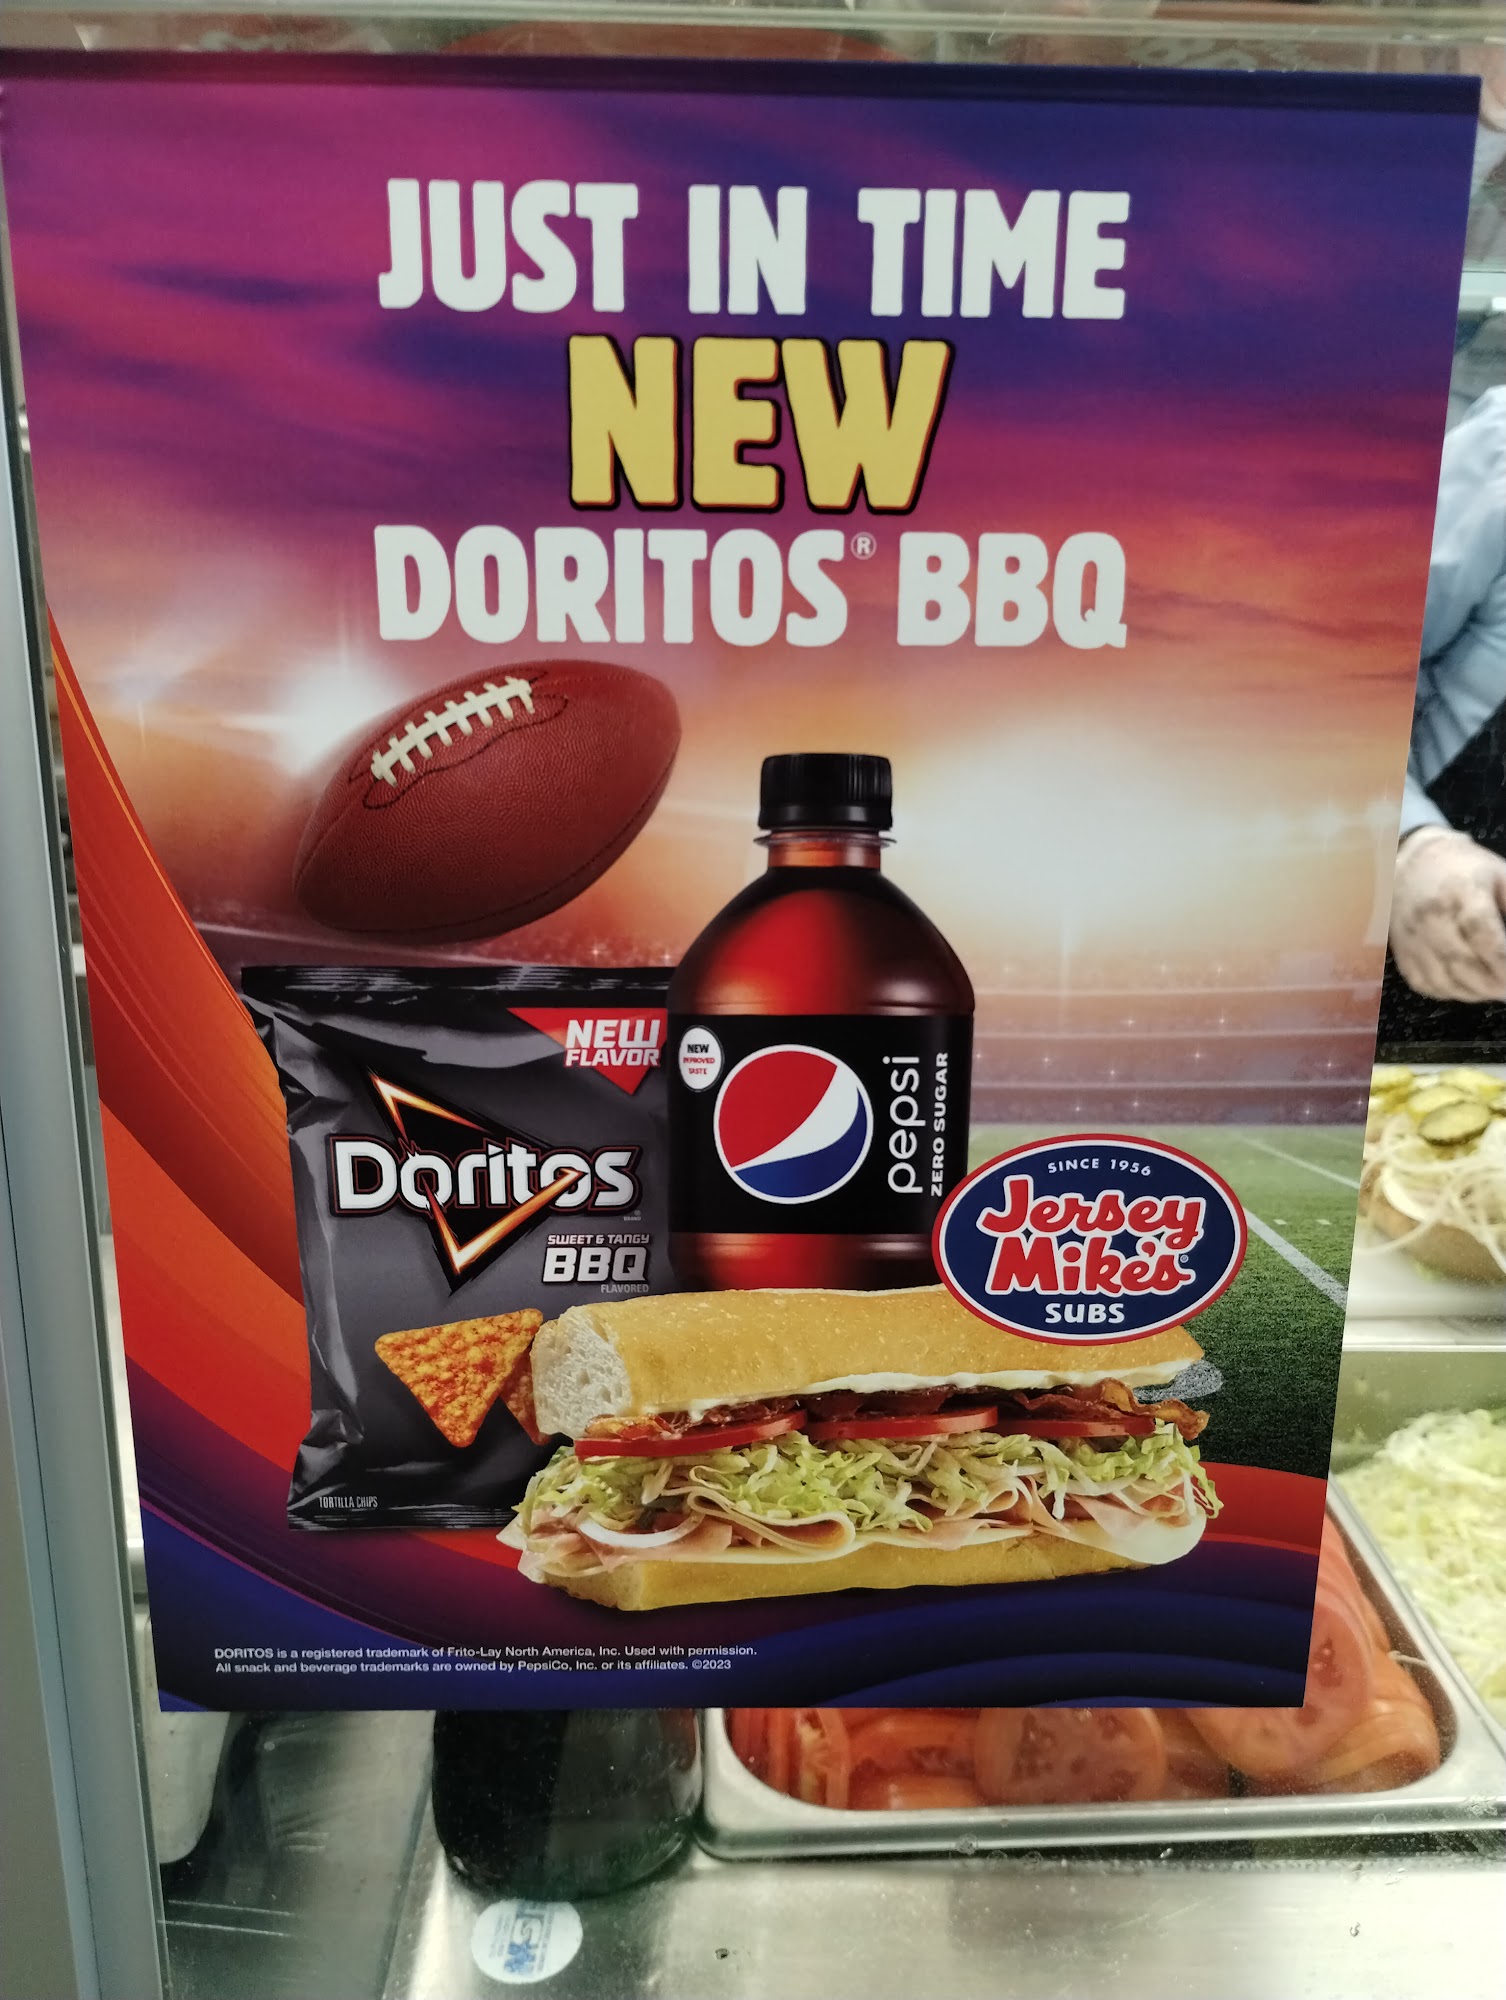 JUST IN TIME
NEW
DORITOS® BBQ
NEW
FLAVOR
Doritos
SWEET & TANGY
BBQ
FLAVORED
TORTILLA CHIPS
NEW
IMPROVED
TASTE
pepsi
ZERO SUGAR
SINCE 1956
Jersey
Mike's
SUBS
DORITOS is a registered trademark of Frito-Lay North America, Inc. Used with permission.
All snack and beverage trademarks are owned by PepsiCo, Inc. or its affiliates. ©2023